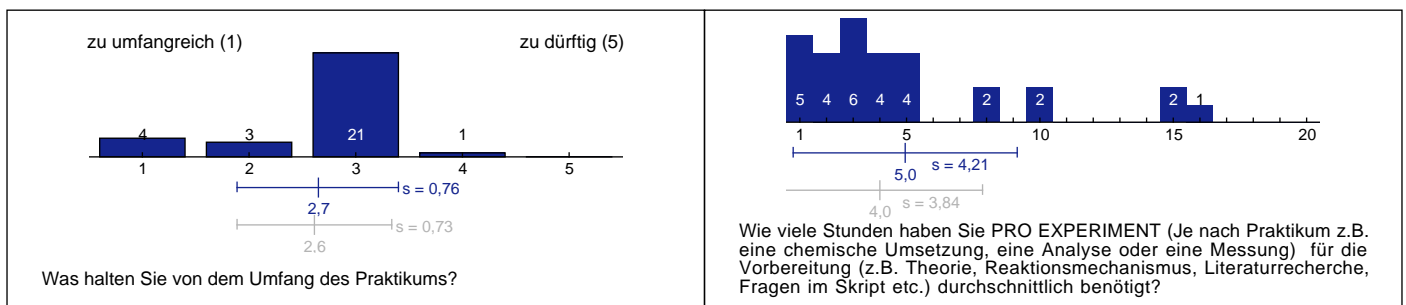 zu umfangreich (1) zu dürftig (5)
4 3 21 1
1 2 3 4 5
s = 0,76
2,7
s = 0,73
2,6
Was halten Sie von dem Umfang des Praktikums?
5 4 6 4 4 2 2 2 1
1 5 10 15 20
s = 4,21
5,0
s = 3,84
4,0
Wie viele Stunden haben Sie PRO EXPERIMENT (Je nach Praktikum z.B.
eine chemische Umsetzung, eine Analyse oder eine Messung) für die
Vorbereitung (z.B. Theorie, Reaktionsmechanismus, Literaturrecherche,
Fragen im Skript etc.) durchschnittlich benötigt?